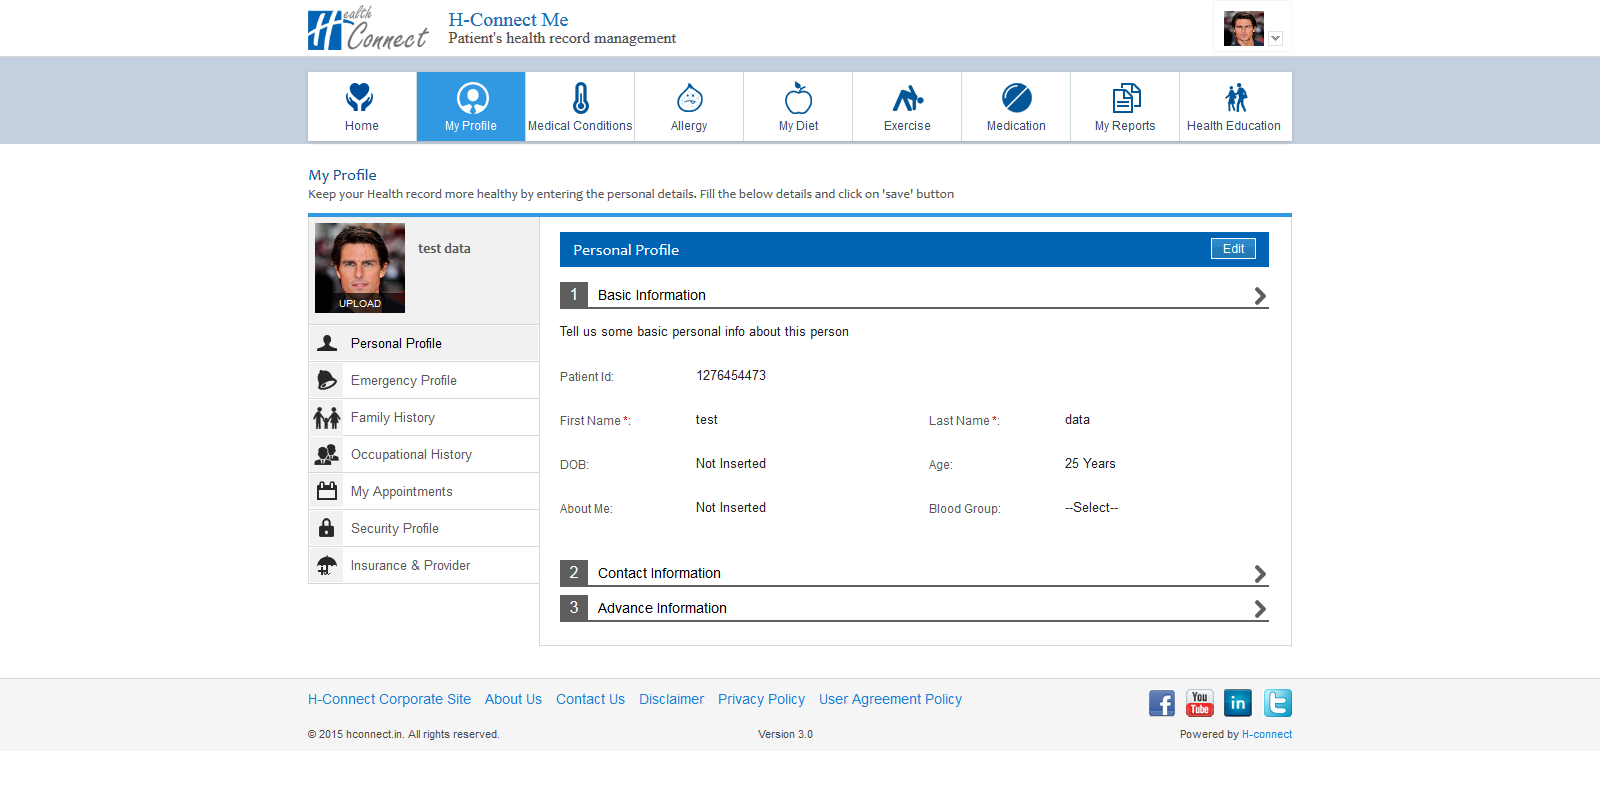 Health Connect
H-Connect Me
Patient's health record management
Home
My Profile
Medical Conditions
Allergy
My Diet
Exercise
Medication
My Reports
Health Education
My Profile
Keep your Health record more healthy by entering the personal details. Fill the below details and click on 'save' button
UPLOAD
test data
Personal Profile
Emergency Profile
Family History
Occupational History
My Appointments
Security Profile
Insurance & Provider
Personal Profile
Edit
1 Basic Information
Tell us some basic personal info about this person
Patient Id: 1276454473
First Name *: test Last Name *: data
DOB: Not Inserted Age: 25 Years
About Me: Not Inserted Blood Group: --Select--
2 Contact Information
3 Advance Information
H-Connect Corporate Site About Us Contact Us Disclaimer Privacy Policy User Agreement Policy
f You Tube in t
© 2015 hconnect.in. All rights reserved. Version 3.0 Powered by H-connect